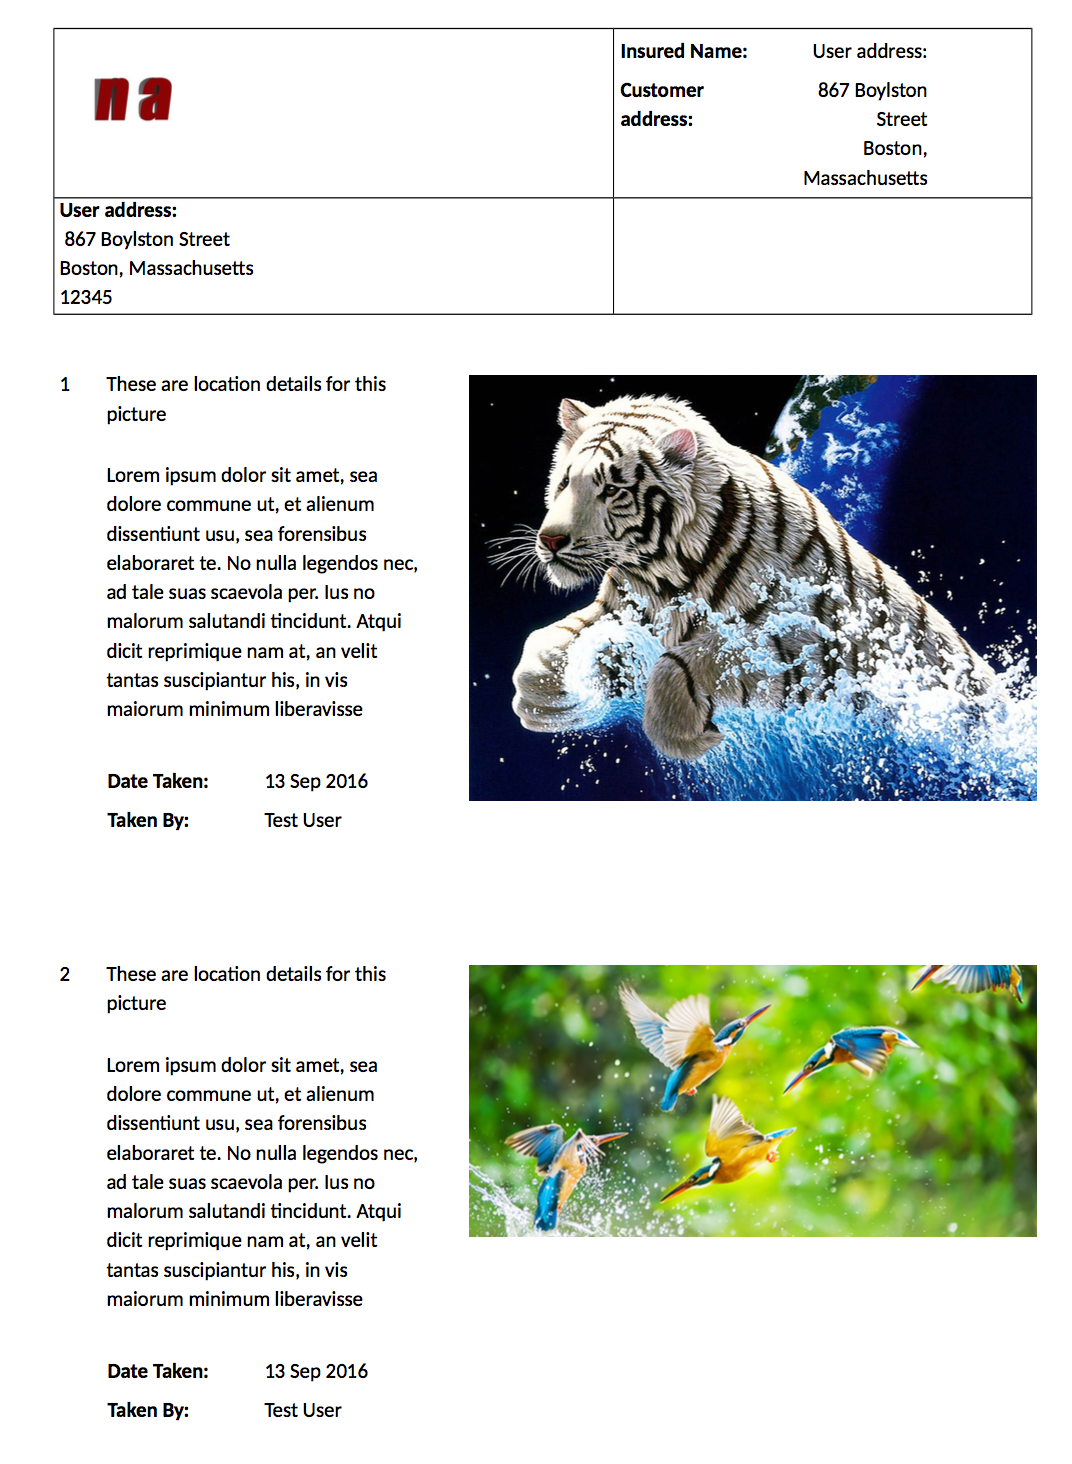 na
Insured Name: User address:
Customer address: 867 Boylston Street
Boston, Massachusetts
User address:
867 Boylston Street
Boston, Massachusetts
12345
1 These are location details for this
picture
Lorem ipsum dolor sit amet, sea
dolore commune ut, et alienum
dissentiunt usu, sea forensibus
elaboraret te. No nulla legendos nec,
ad tale suas scaevola per. Ius no
malorum salutandi tincidunt. Atqui
dicit reprimique nam at, an velit
tantas suscipiantur his, in vis
maiorum minimum liberavisse
Date Taken: 13 Sep 2016
Taken By: Test User
2 These are location details for this
picture
Lorem ipsum dolor sit amet, sea
dolore commune ut, et alienum
dissentiunt usu, sea forensibus
elaboraret te. No nulla legendos nec,
ad tale suas scaevola per. Ius no
malorum salutandi tincidunt. Atqui
dicit reprimique nam at, an velit
tantas suscipiantur his, in vis
maiorum minimum liberavisse
Date Taken: 13 Sep 2016
Taken By: Test User